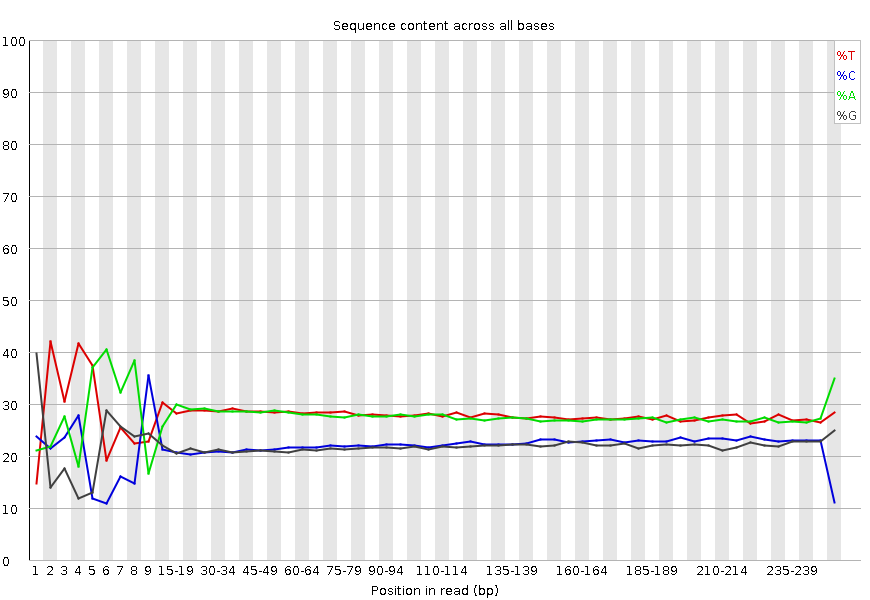 Sequence content across all bases
100
90
80
70
60
50
40
30
20
10
0
%T
%C
%A
%G
1 2 3 4 5 6 7 8 9 15-19 30-34 45-49 60-64 75-79 90-94 110-114 135-139 160-164 185-189 210-214 235-239
Position in read (bp)